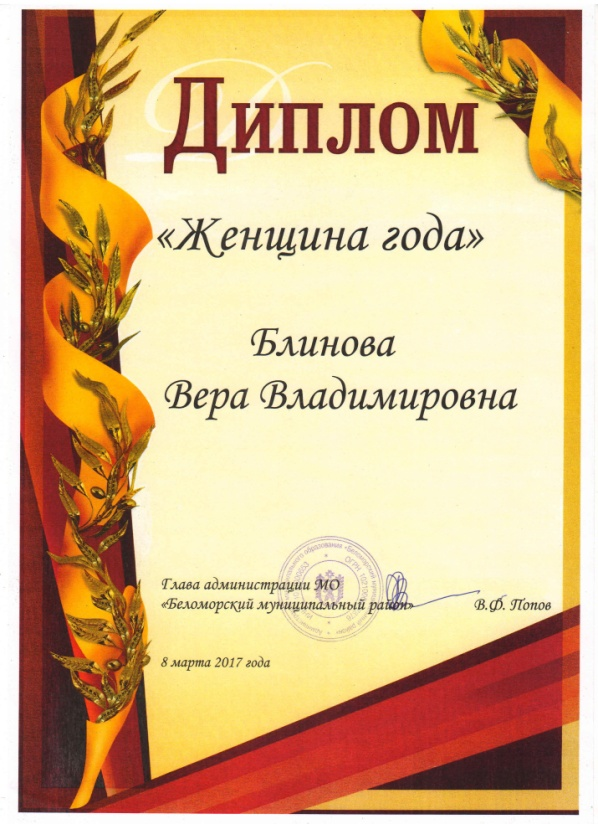 Диплом
«Женщина года»
Блинова
Вера Владимировна
Глава администрации МО
«Беломорский муниципальный район» В.Ф. Попов
8 марта 2017 года